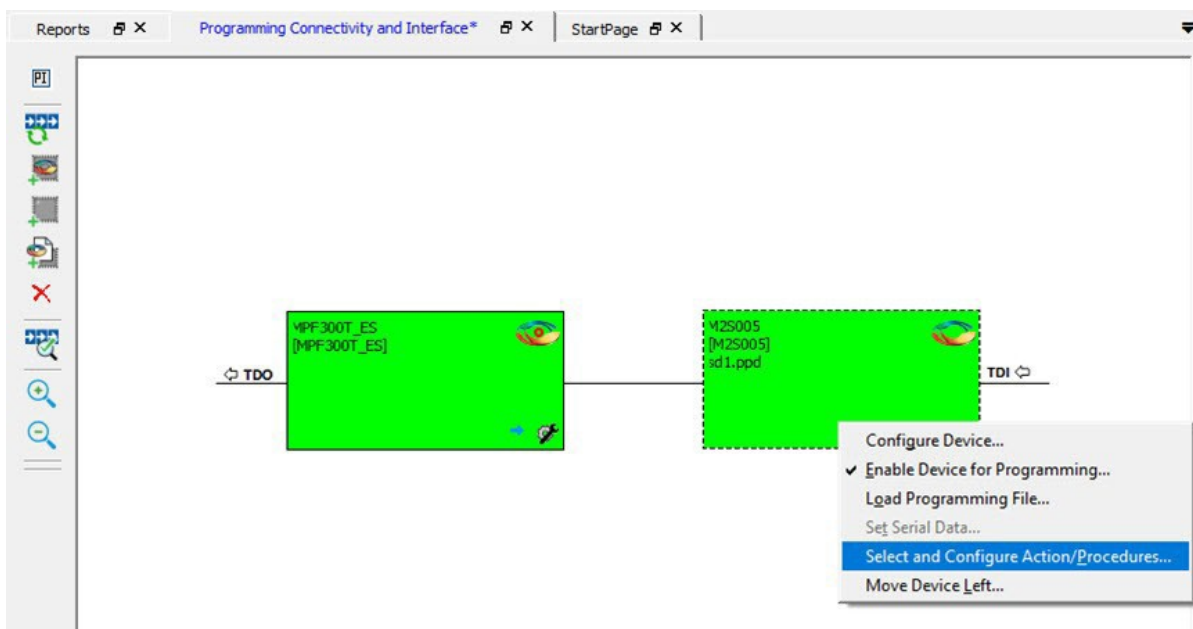 Reports
Programming Connectivity and Interface*
StartPage
PI
MPF300T_ES
[MPF300T_ES]
TDO
M2S005
[M2S005]
sd1.ppd
TDI
Configure Device...
Enable Device for Programming...
Load Programming File...
Set Serial Data...
Select and Configure Action/Procedures...
Move Device Left...